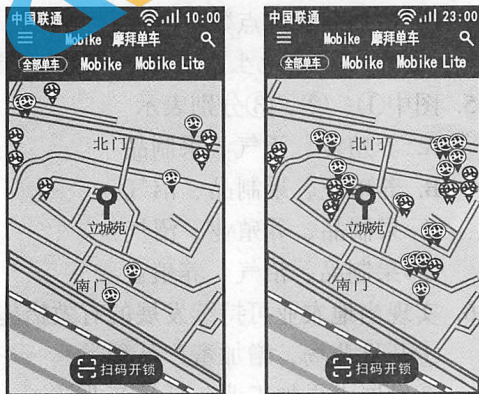 中国联通 10:00
Mobike 摩拜单车
全部单车 Mobike Mobike Lite
北门
立城苑
南门
扫码开锁
中国联通 23:00
Mobike 摩拜单车
全部单车 Mobike Mobike Lite
北门
立城苑
南门
扫码开锁